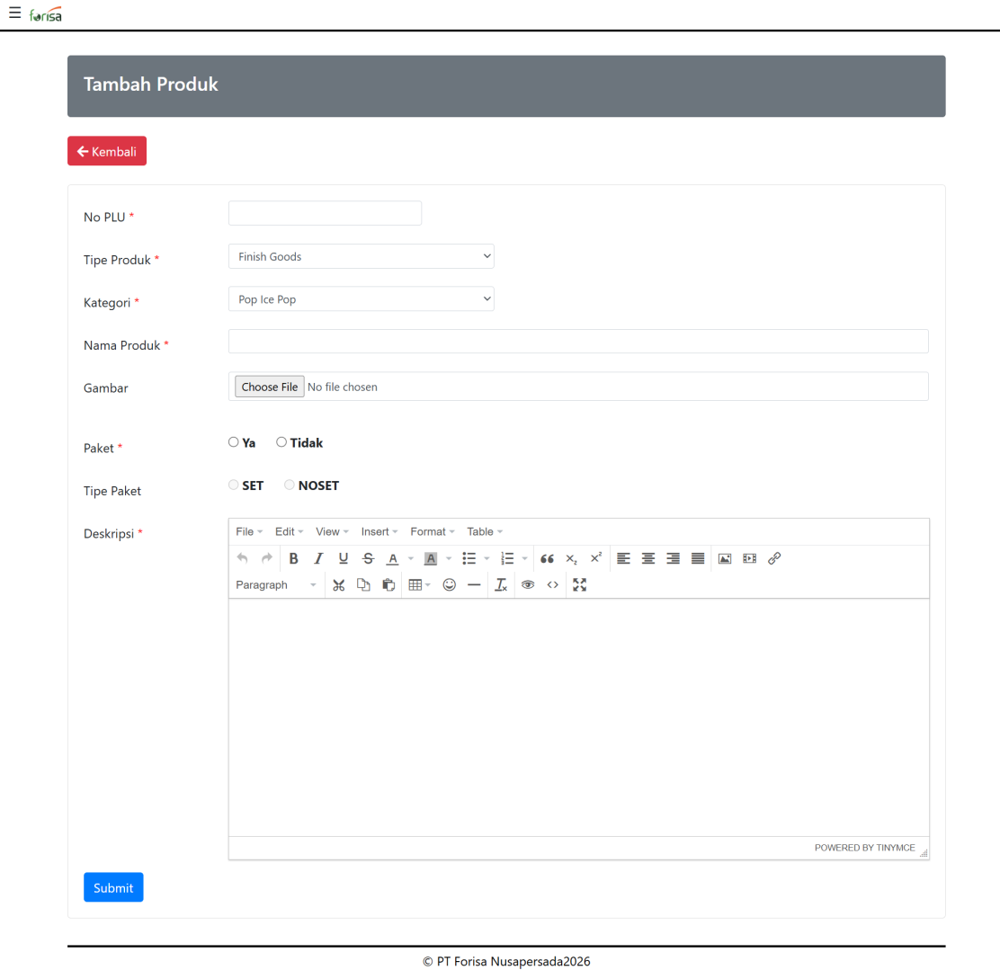 forisa
Tambah Produk
Kembali
No PLU *
Tipe Produk * Finish Goods
Kategori * Pop Ice Pop
Nama Produk *
Gambar Choose File No file chosen
Paket * Ya Tidak
Tipe Paket SET NOSET
Deskripsi * File Edit View Insert Format Table
Paragraph
POWERED BY TINYMCE
Submit
© PT Forisa Nusapersada2026